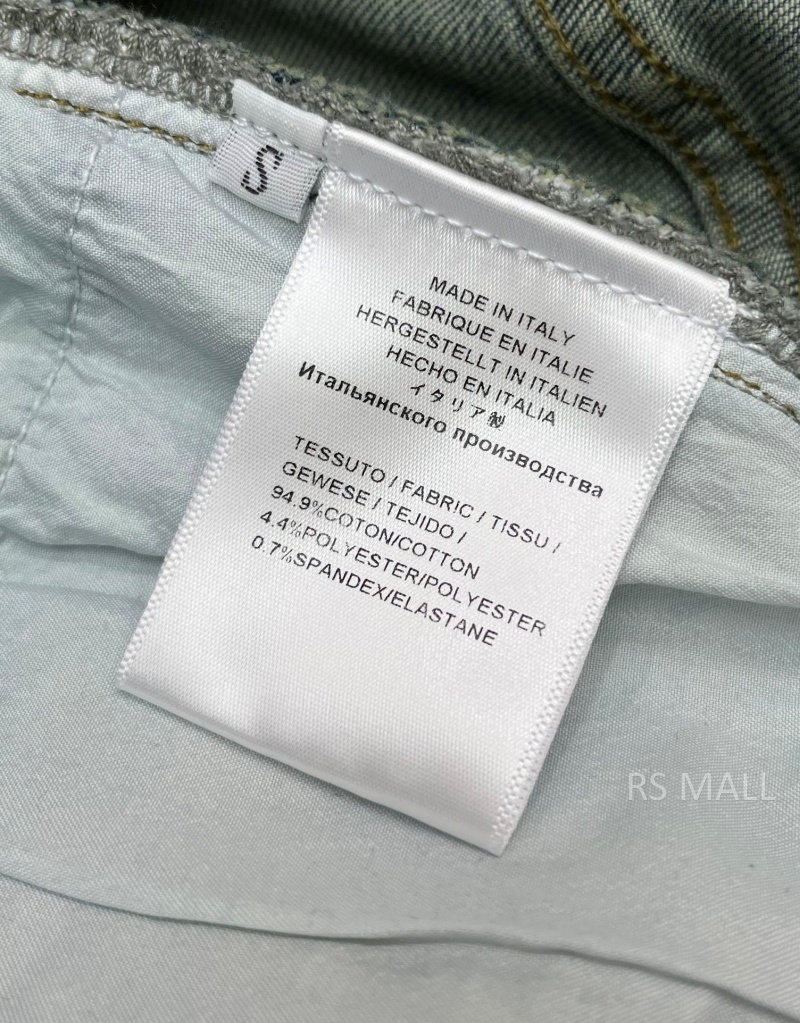 S
MADE IN ITALY
FABRIQUE EN ITALIE
HERGESTELLT IN ITALIEN
HECHO EN ITALIA
イタリア製
Итальянского производства
TESSUTO / FABRIC / TISSU /
GEWESE / TEJIDO /
94.9%COTON/COTTON
4.4%POLYESTER/POLYESTER
0.7%SPANDEX/ELASTANE
RS MALL